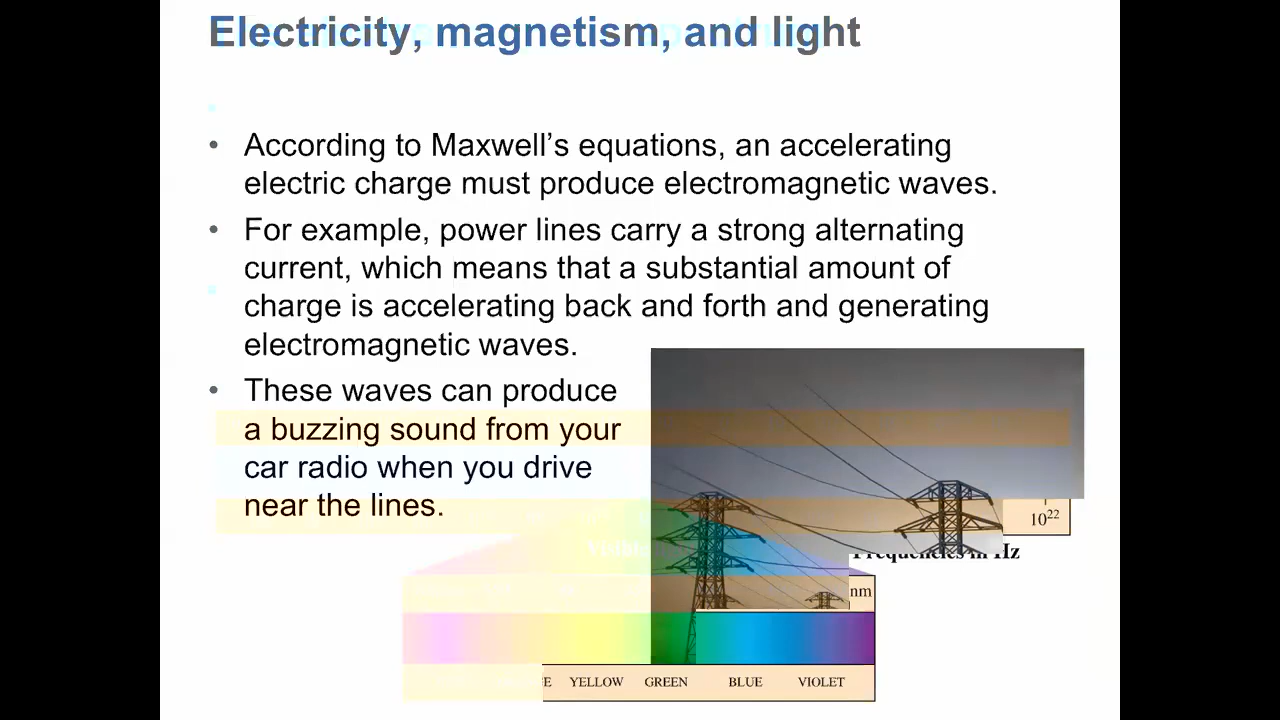 Electricity, magnetism, and light
• According to Maxwell’s equations, an accelerating
electric charge must produce electromagnetic waves.
• For example, power lines carry a strong alternating
current, which means that a substantial amount of
charge is accelerating back and forth and generating
electromagnetic waves.
• These waves can produce
a buzzing sound from your
car radio when you drive
near the lines.
10²²
Frequencies in Hz
nm
E YELLOW GREEN BLUE VIOLET